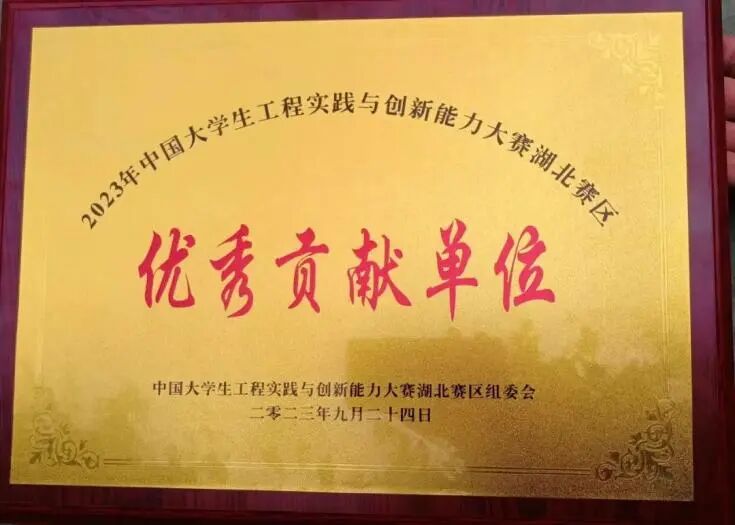 2023年中国大学生工程实践与创新能力大赛湖北赛区
优秀贡献单位
中国大学生工程实践与创新能力大赛湖北赛区组委会
二零二三年九月二十四日